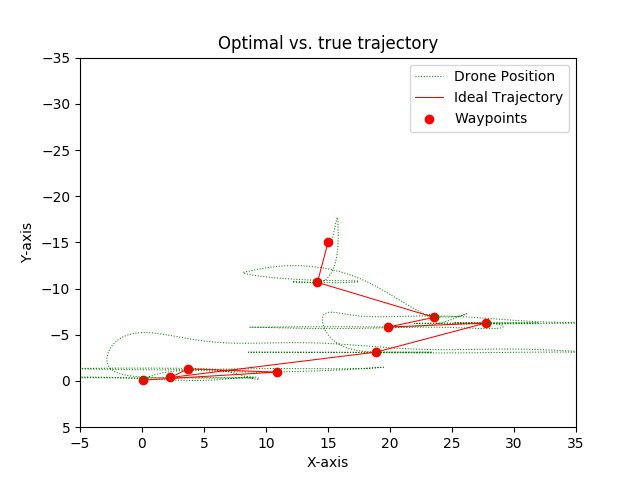 Optimal vs. true trajectory
Drone Position
Ideal Trajectory
Waypoints
Y-axis
−35
−30
−25
−20
−15
−10
−5
0
5
−5 0 5 10 15 20 25 30 35
X-axis